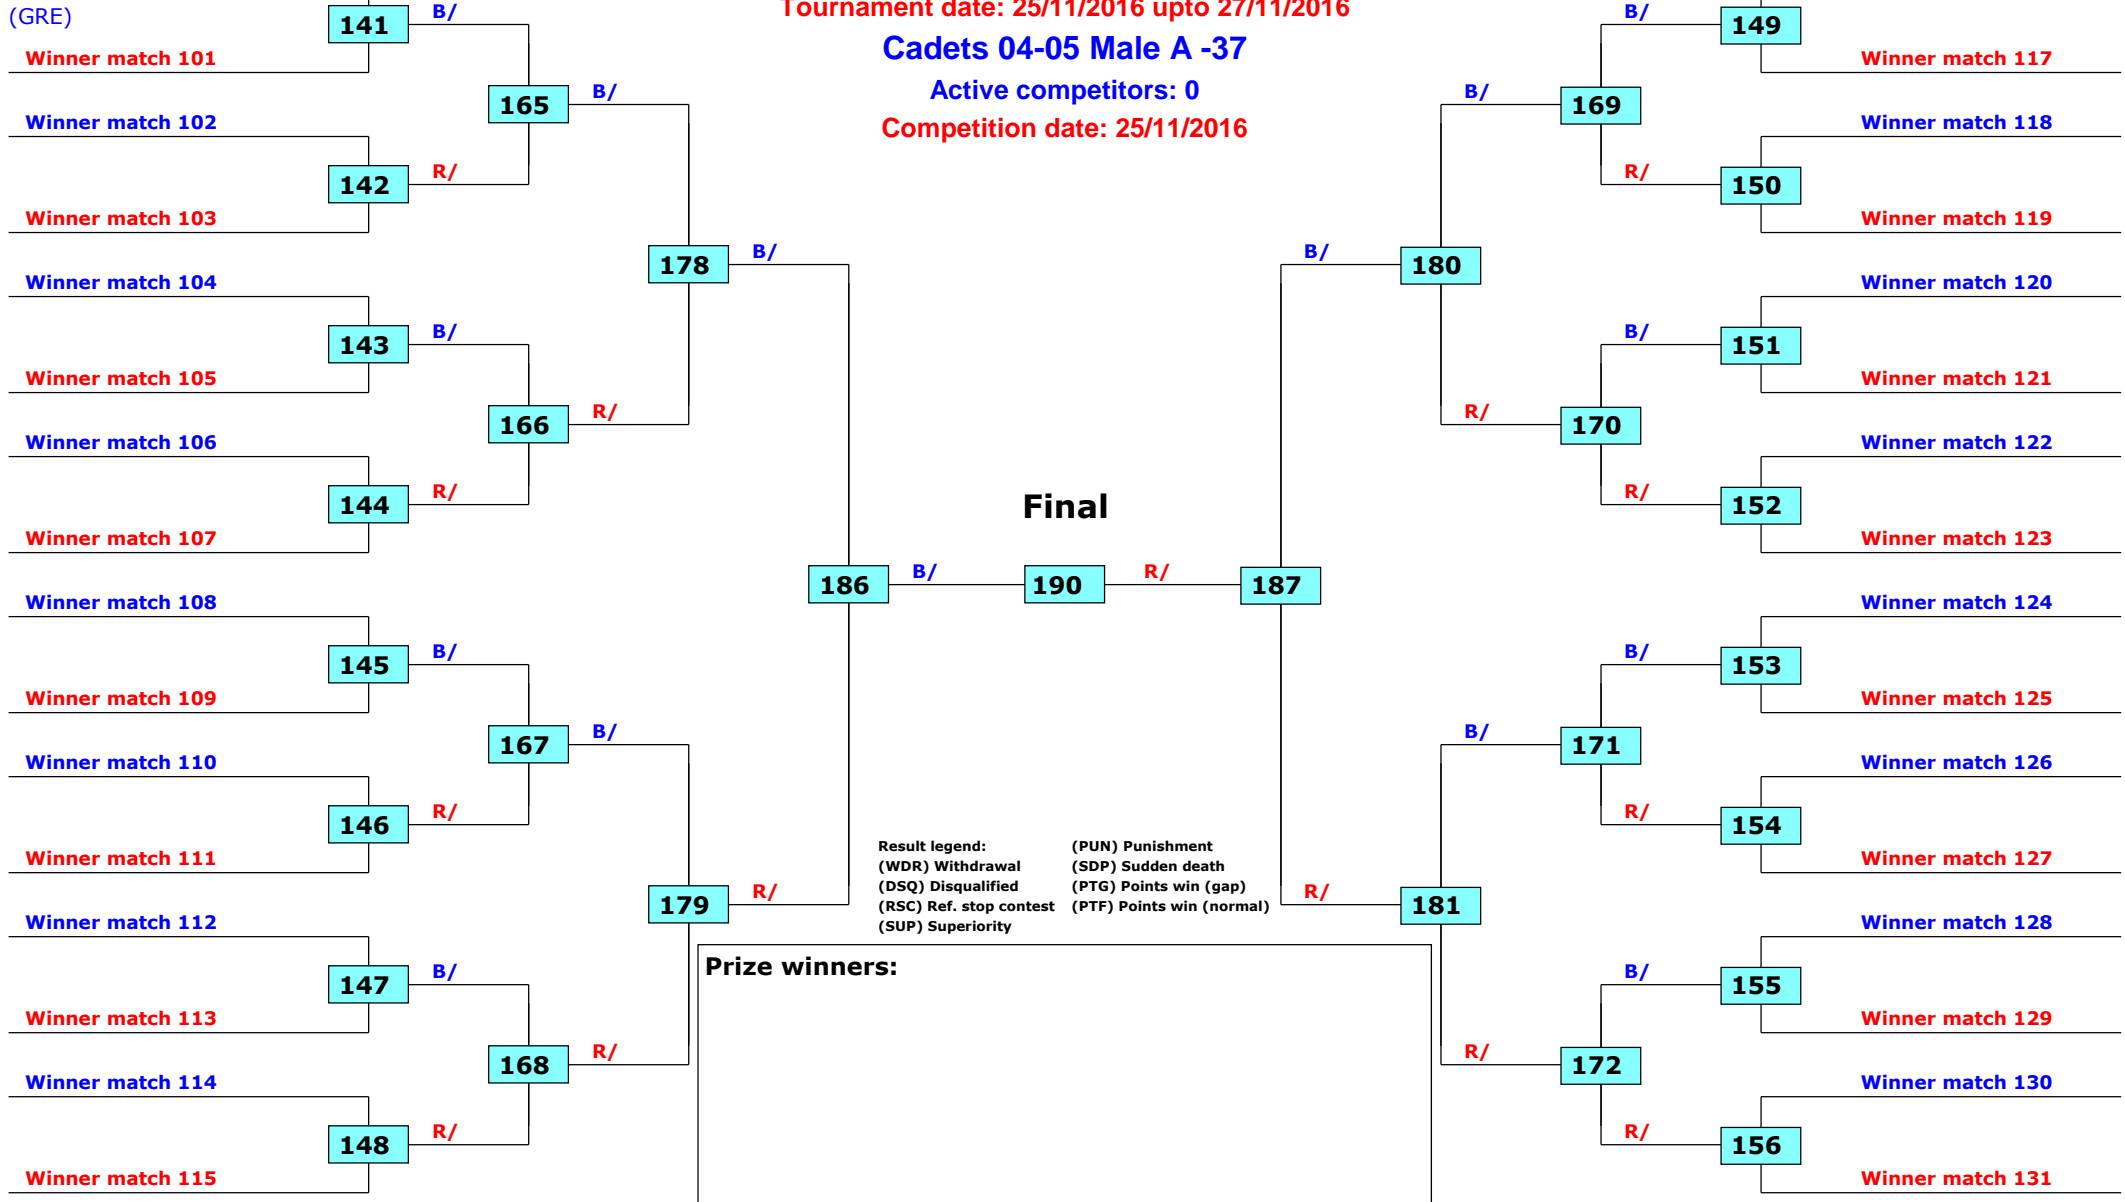 (GRE)
Tournament date: 25/11/2016 upto 27/11/2016
Cadets 04-05 Male A -37
Active competitors: 0
Competition date: 25/11/2016
141
B/
Winner match 101
165
B/
Winner match 102
142
R/
Winner match 103
178
B/
Winner match 104
143
B/
Winner match 105
166
R/
Winner match 106
144
R/
Winner match 107
186
B/
Winner match 108
145
B/
Winner match 109
167
B/
Winner match 110
146
R/
Winner match 111
179
R/
Winner match 112
147
B/
Winner match 113
168
R/
Winner match 114
148
R/
Winner match 115
Final
190
R/
187
B/
180
B/
169
B/
149
Winner match 117
Winner match 118
R/
150
Winner match 119
Winner match 120
B/
151
Winner match 121
R/
170
Winner match 122
R/
152
Winner match 123
Winner match 124
B/
153
Winner match 125
B/
171
Winner match 126
R/
154
Winner match 127
R/
181
Winner match 128
B/
155
Winner match 129
R/
172
Winner match 130
R/
156
Winner match 131
Result legend:
(WDR) Withdrawal
(DSQ) Disqualified
(RSC) Ref. stop contest
(SUP) Superiority
(PUN) Punishment
(SDP) Sudden death
(PTG) Points win (gap)
(PTF) Points win (normal)
Prize winners: